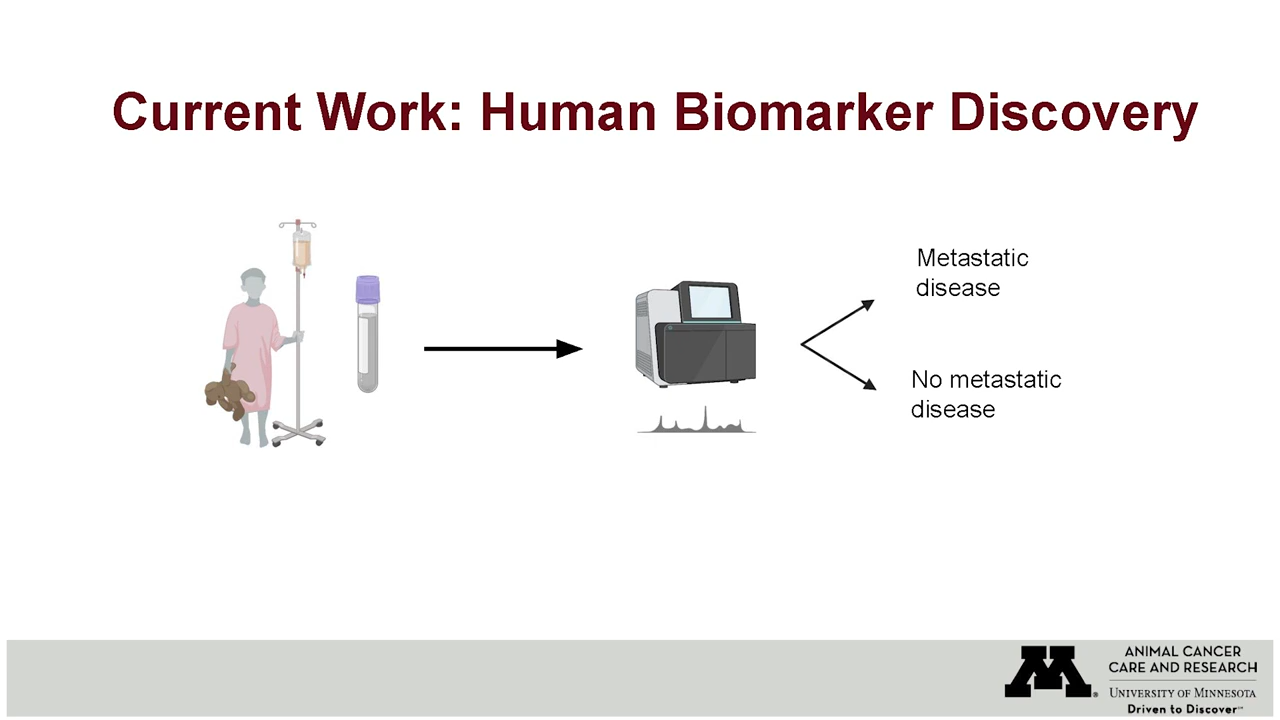 Current Work: Human Biomarker Discovery
Metastatic
disease
No metastatic
disease
ANIMAL CANCER
CARE AND RESEARCH
UNIVERSITY OF MINNESOTA
Driven to Discover℠